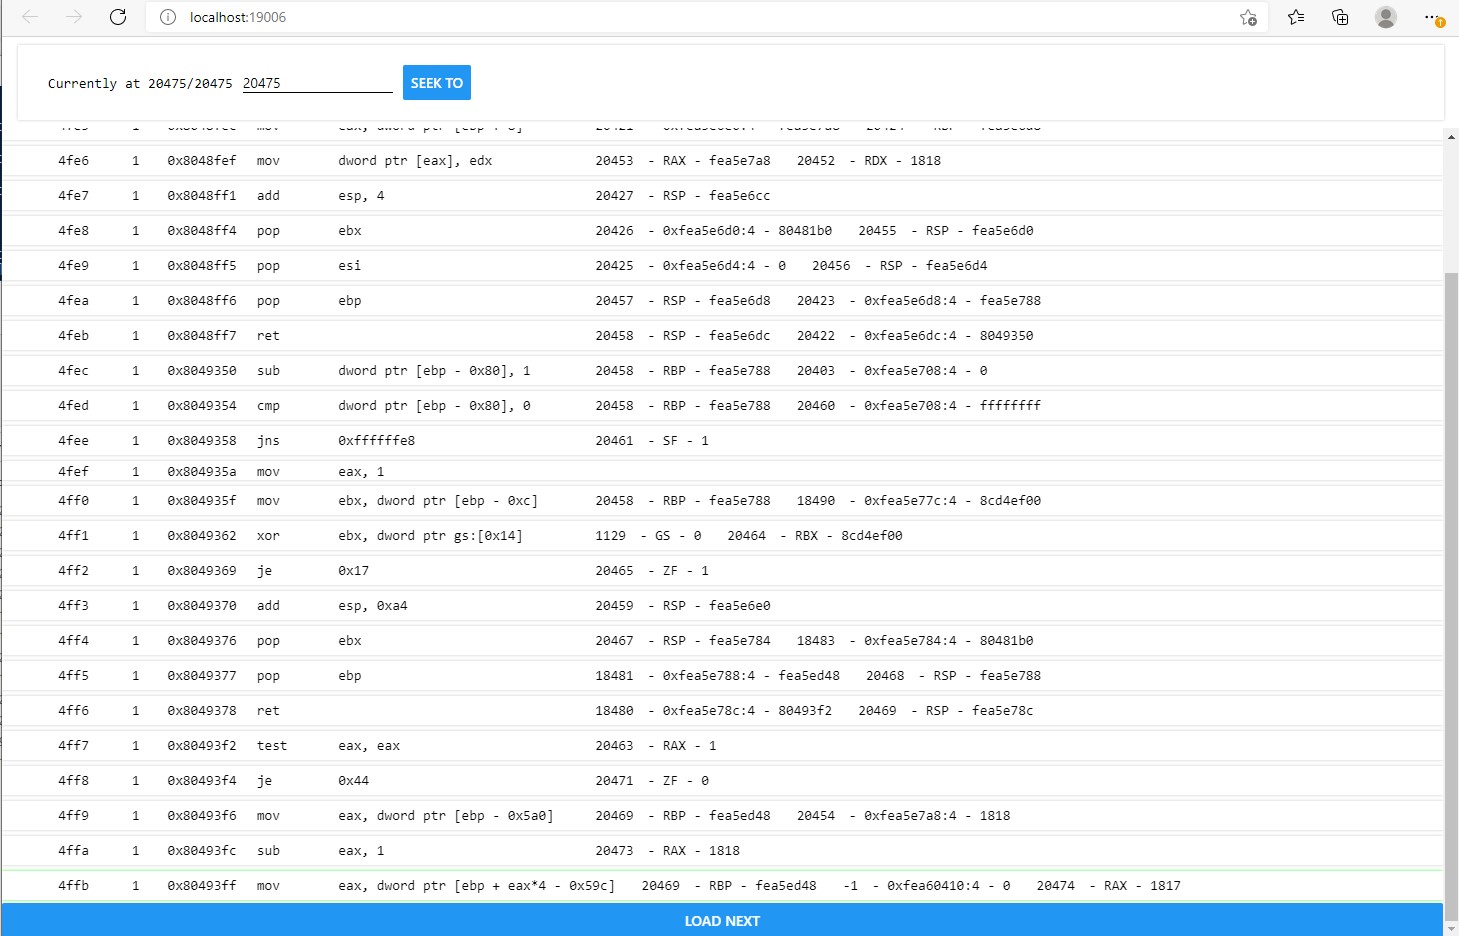 localhost:19006
Currently at 20475/20475 20475 SEEK TO
4fe6 1 0x8048fef mov dword ptr [eax], edx 20453 - RAX - fea5e7a8 20452 - RDX - 1818
4fe7 1 0x8048ff1 add esp, 4 20427 - RSP - fea5e6cc
4fe8 1 0x8048ff4 pop ebx 20426 - 0xfea5e6d0:4 - 80481b0 20455 - RSP - fea5e6d0
4fe9 1 0x8048ff5 pop esi 20425 - 0xfea5e6d4:4 - 0 20456 - RSP - fea5e6d4
4fea 1 0x8048ff6 pop ebp 20457 - RSP - fea5e6d8 20423 - 0xfea5e6d8:4 - fea5e788
4feb 1 0x8048ff7 ret 20458 - RSP - fea5e6dc 20422 - 0xfea5e6dc:4 - 8049350
4fec 1 0x8049350 sub dword ptr [ebp - 0x80], 1 20458 - RBP - fea5e788 20403 - 0xfea5e708:4 - 0
4fed 1 0x8049354 cmp dword ptr [ebp - 0x80], 0 20458 - RBP - fea5e788 20460 - 0xfea5e708:4 - ffffffff
4fee 1 0x8049358 jns 0xffffffe8 20461 - SF - 1
4fef 1 0x804935a mov eax, 1
4ff0 1 0x804935f mov ebx, dword ptr [ebp - 0xc] 20458 - RBP - fea5e788 18490 - 0xfea5e77c:4 - 8cd4ef00
4ff1 1 0x8049362 xor ebx, dword ptr gs:[0x14] 1129 - GS - 0 20464 - RBX - 8cd4ef00
4ff2 1 0x8049369 je 0x17 20465 - ZF - 1
4ff3 1 0x8049370 add esp, 0xa4 20459 - RSP - fea5e6e0
4ff4 1 0x8049376 pop ebx 20467 - RSP - fea5e784 18483 - 0xfea5e784:4 - 80481b0
4ff5 1 0x8049377 pop ebp 18481 - 0xfea5e788:4 - fea5ed48 20468 - RSP - fea5e788
4ff6 1 0x8049378 ret 18480 - 0xfea5e78c:4 - 80493f2 20469 - RSP - fea5e78c
4ff7 1 0x80493f2 test eax, eax 20463 - RAX - 1
4ff8 1 0x80493f4 je 0x44 20471 - ZF - 0
4ff9 1 0x80493f6 mov eax, dword ptr [ebp - 0x5a0] 20469 - RBP - fea5ed48 20454 - 0xfea5e7a8:4 - 1818
4ffa 1 0x80493fc sub eax, 1 20473 - RAX - 1818
4ffb 1 0x80493ff mov eax, dword ptr [ebp + eax*4 - 0x59c] 20469 - RBP - fea5ed48 -1 - 0xfea60410:4 - 0 20474 - RAX - 1817
LOAD NEXT